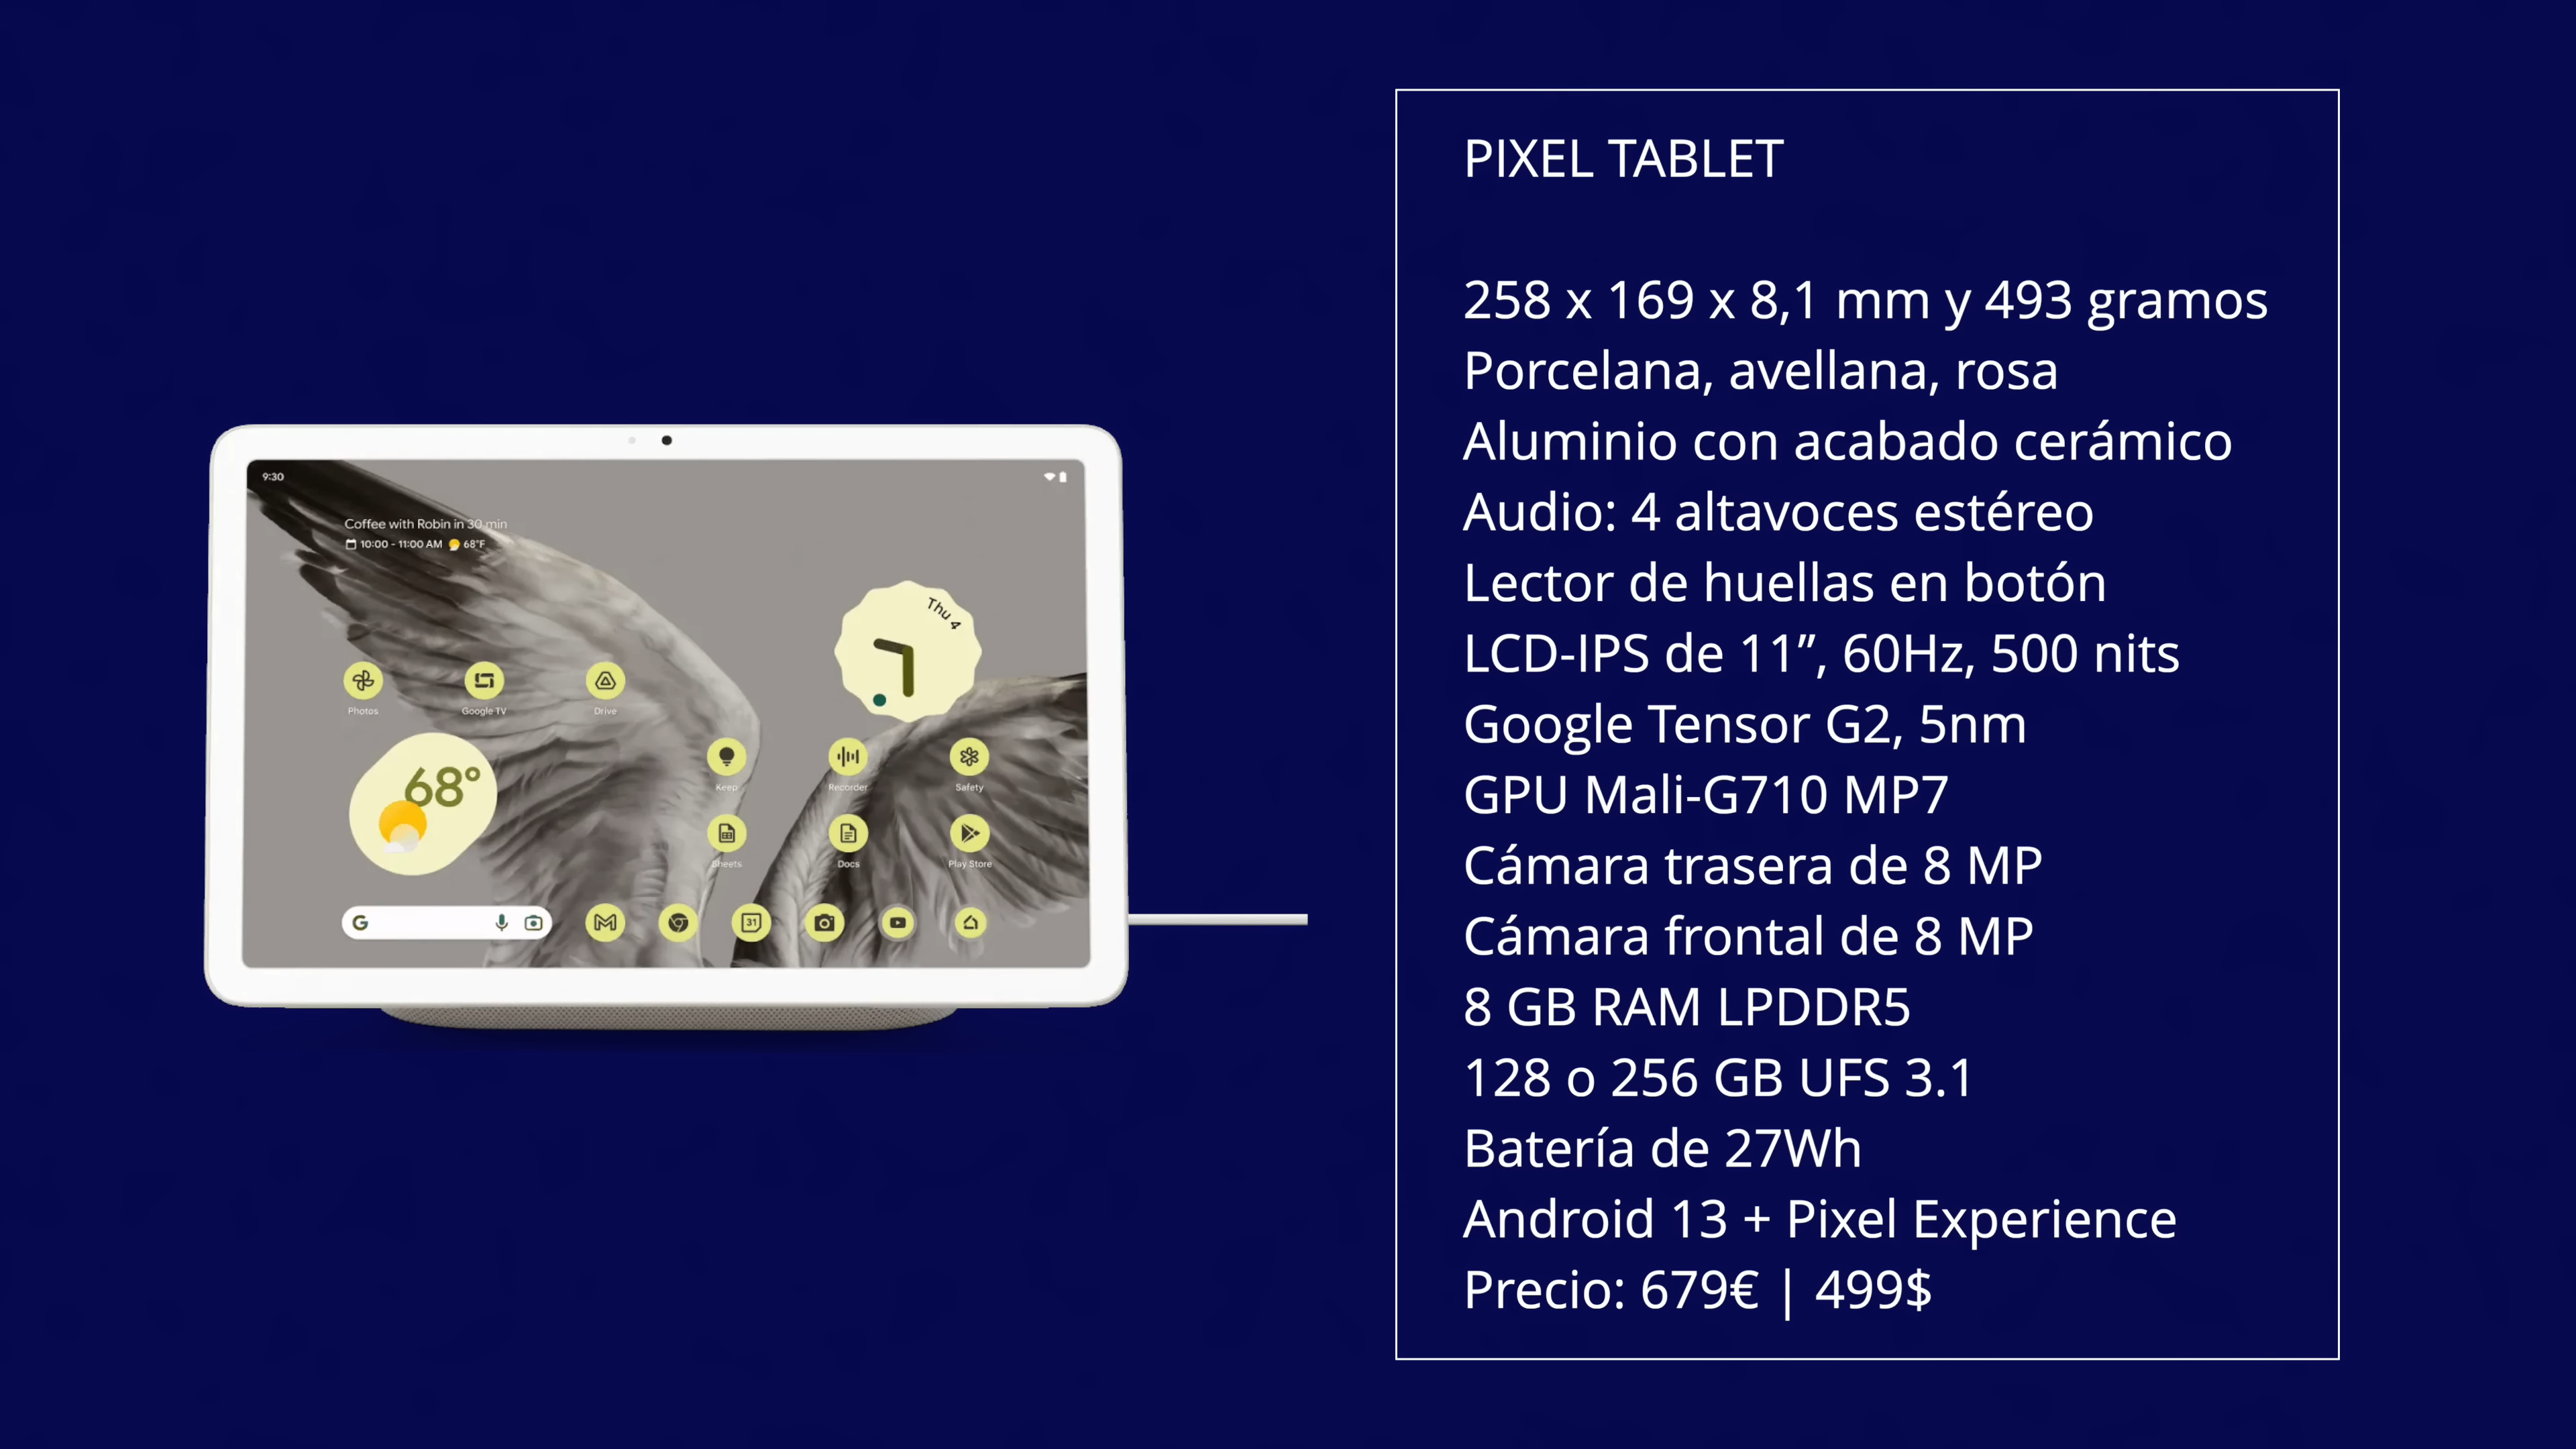 9:30
Coffee with Robin in 30 min
10:00 - 11:00 AM 68°F
Thu 4
Photos
Google TV
Drive
68°
Keep
Recorder
Safety
Sheets
Docs
Play Store
G
31
PIXEL TABLET
258 x 169 x 8,1 mm y 493 gramos
Porcelana, avellana, rosa
Aluminio con acabado cerámico
Audio: 4 altavoces estéreo
Lector de huellas en botón
LCD-IPS de 11”, 60Hz, 500 nits
Google Tensor G2, 5nm
GPU Mali-G710 MP7
Cámara trasera de 8 MP
Cámara frontal de 8 MP
8 GB RAM LPDDR5
128 o 256 GB UFS 3.1
Batería de 27Wh
Android 13 + Pixel Experience
Precio: 679€ | 499$